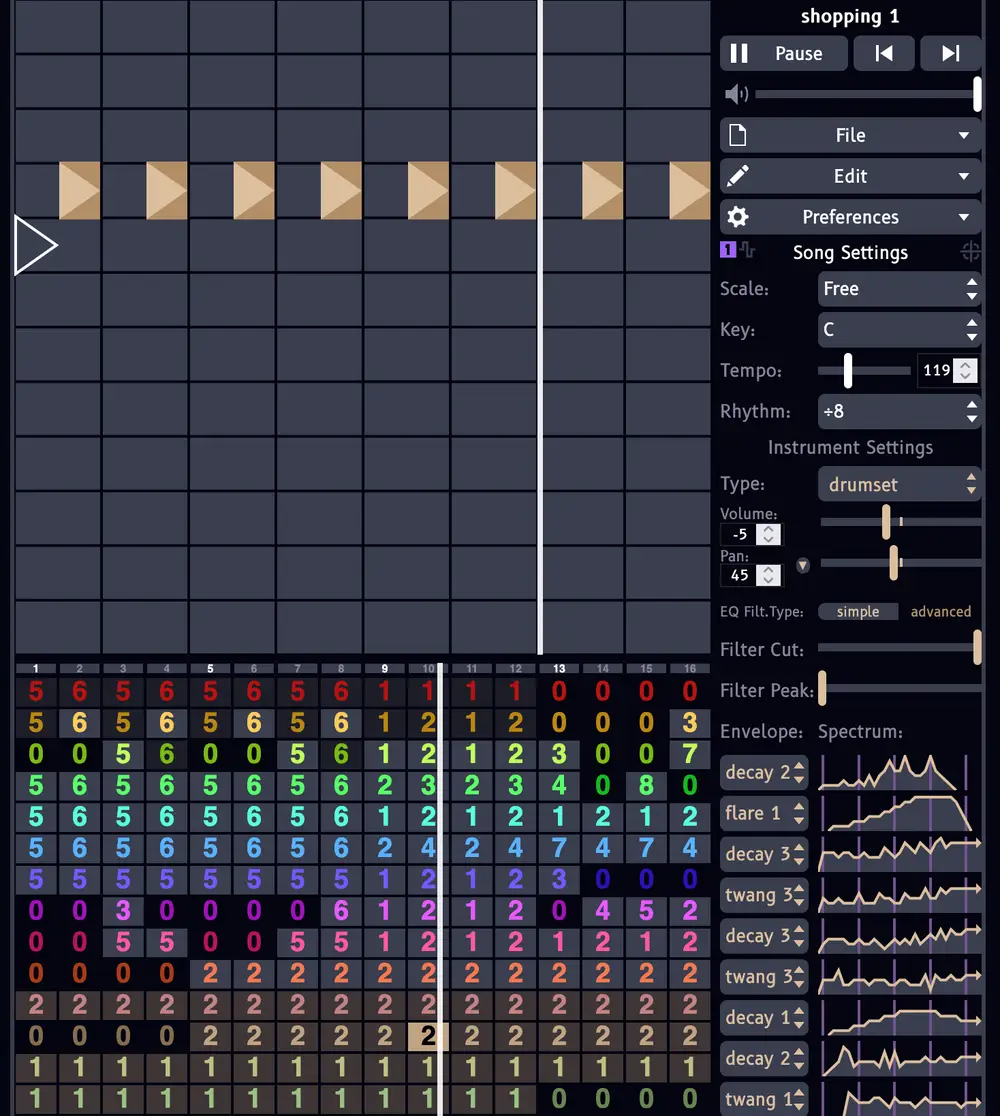 shopping 1
Pause
File
Edit
Preferences
1
Song Settings
Scale: Free
Key: C
Tempo: 119
Rhythm: ÷8
Instrument Settings
Type: drumset
Volume:
-5
Pan:
45
EQ Filt.Type: simple advanced
Filter Cut:
Filter Peak:
Envelope: Spectrum:
decay 2
flare 1
decay 3
twang 3
decay 3
twang 3
decay 1
decay 2
twang 1
1 2 3 4 5 6 7 8 9 10 11 12 13 14 15 16
5 6 5 6 5 6 5 6 1 1 1 1 0 0 0 0
5 6 5 6 5 6 5 6 1 2 1 2 0 0 0 3
0 0 5 6 0 0 5 6 1 2 1 2 3 0 0 7
5 6 5 6 5 6 5 6 2 3 2 3 4 0 8 0
5 6 5 6 5 6 5 6 1 2 1 2 1 2 1 2
5 6 5 6 5 6 5 6 2 4 2 4 7 4 7 4
5 5 5 5 5 5 5 5 1 2 1 2 3 0 0 0
0 0 3 0 0 0 0 6 1 2 1 2 0 4 5 2
0 0 5 5 0 0 5 5 1 2 1 2 1 2 1 2
0 0 0 0 2 2 2 2 2 2 2 2 2 2 2 2
2 2 2 2 2 2 2 2 2 2 2 2 2 2 2 2
0 0 0 0 2 2 2 2 2 2 2 2 2 2 2 2
1 1 1 1 1 1 1 1 1 1 1 1 1 1 1 1
1 1 1 1 1 1 1 1 1 1 1 1 0 0 0 0